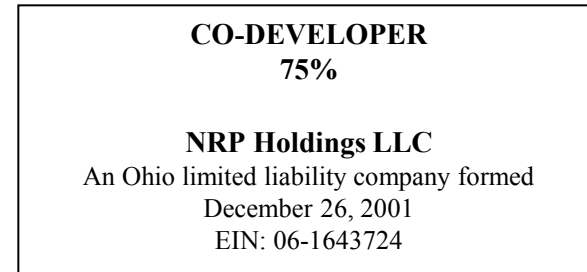 CO-DEVELOPER
75%
NRP Holdings LLC
An Ohio limited liability company formed
December 26, 2001
EIN: 06-1643724